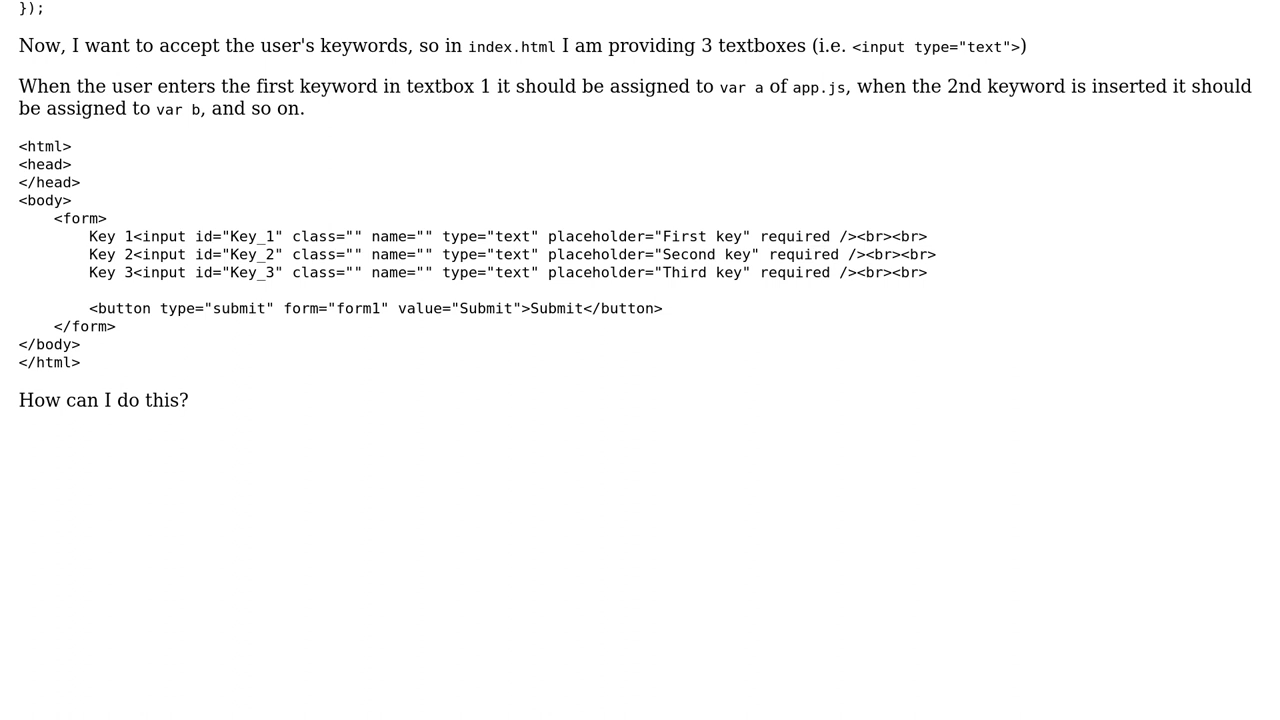 });
Now, I want to accept the user's keywords, so in index.html I am providing 3 textboxes (i.e. <input type="text">)
When the user enters the first keyword in textbox 1 it should be assigned to var a of app.js, when the 2nd keyword is inserted it should
be assigned to var b, and so on.
<html>
<head>
</head>
<body>
    <form>
        Key 1<input id="Key_1" class="" name="" type="text" placeholder="First key" required /><br><br>
        Key 2<input id="Key_2" class="" name="" type="text" placeholder="Second key" required /><br><br>
        Key 3<input id="Key_3" class="" name="" type="text" placeholder="Third key" required /><br><br>
        <button type="submit" form="form1" value="Submit">Submit</button>
    </form>
</body>
</html>
How can I do this?